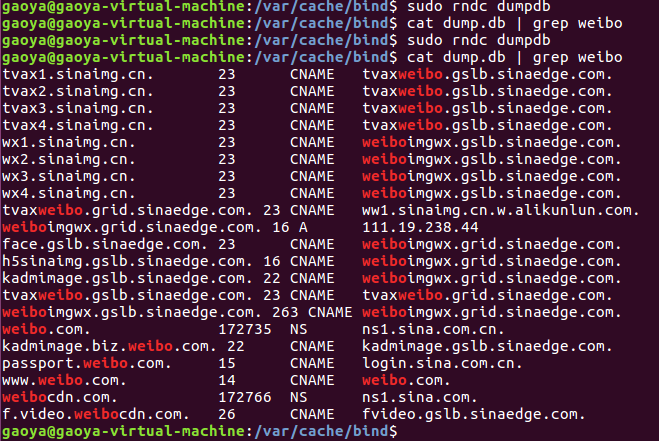 gaoya@gaoya-virtual-machine:/var/cache/bind$ sudo rndc dumpdb
gaoya@gaoya-virtual-machine:/var/cache/bind$ cat dump.db | grep weibo
gaoya@gaoya-virtual-machine:/var/cache/bind$ sudo rndc dumpdb
gaoya@gaoya-virtual-machine:/var/cache/bind$ cat dump.db | grep weibo
tvax1.sinaimg.cn. 23 CNAME tvaxweibo.gslb.sinaedge.com.
tvax2.sinaimg.cn. 23 CNAME tvaxweibo.gslb.sinaedge.com.
tvax3.sinaimg.cn. 23 CNAME tvaxweibo.gslb.sinaedge.com.
tvax4.sinaimg.cn. 23 CNAME tvaxweibo.gslb.sinaedge.com.
wx1.sinaimg.cn. 23 CNAME weiboimgwx.gslb.sinaedge.com.
wx2.sinaimg.cn. 23 CNAME weiboimgwx.gslb.sinaedge.com.
wx3.sinaimg.cn. 23 CNAME weiboimgwx.gslb.sinaedge.com.
wx4.sinaimg.cn. 23 CNAME weiboimgwx.gslb.sinaedge.com.
tvaxweibo.grid.sinaedge.com. 23 CNAME ww1.sinaimg.cn.w.alikunlun.com.
weiboimgwx.grid.sinaedge.com. 16 A 111.19.238.44
face.gslb.sinaedge.com. 23 CNAME weiboimgwx.grid.sinaedge.com.
h5sinaimg.gslb.sinaedge.com. 16 CNAME weiboimgwx.grid.sinaedge.com.
kadmimage.gslb.sinaedge.com. 22 CNAME weiboimgwx.grid.sinaedge.com.
tvaxweibo.gslb.sinaedge.com. 23 CNAME tvaxweibo.grid.sinaedge.com.
weiboimgwx.gslb.sinaedge.com. 263 CNAME weiboimgwx.grid.sinaedge.com.
weibo.com. 172735 NS ns1.sina.com.cn.
kadmimage.biz.weibo.com. 22 CNAME kadmimage.gslb.sinaedge.com.
passport.weibo.com. 15 CNAME login.sina.com.cn.
www.weibo.com. 14 CNAME weibo.com.
weibocdn.com. 172766 NS ns1.sina.com.
f.video.weibocdn.com. 26 CNAME fvideo.gslb.sinaedge.com.
gaoya@gaoya-virtual-machine:/var/cache/bind$